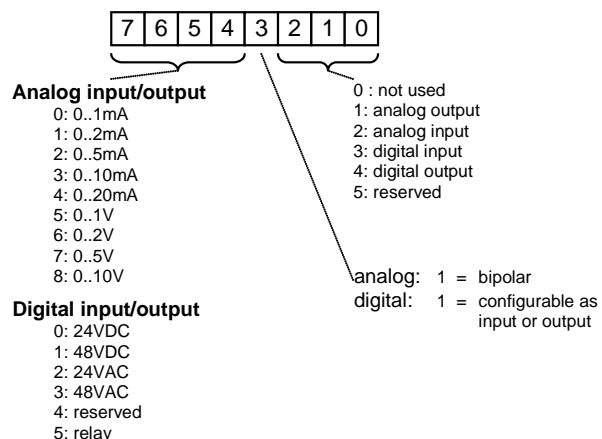 7 6 5 4 3 2 1 0
Analog input/output
0: 0..1mA
1: 0..2mA
2: 0..5mA
3: 0..10mA
4: 0..20mA
5: 0..1V
6: 0..2V
7: 0..5V
8: 0..10V
Digital input/output
0: 24VDC
1: 48VDC
2: 24VAC
3: 48VAC
4: reserved
5: relay
0 : not used
1: analog output
2: analog input
3: digital input
4: digital output
5: reserved
analog: 1 = bipolar
digital: 1 = configurable as
input or output